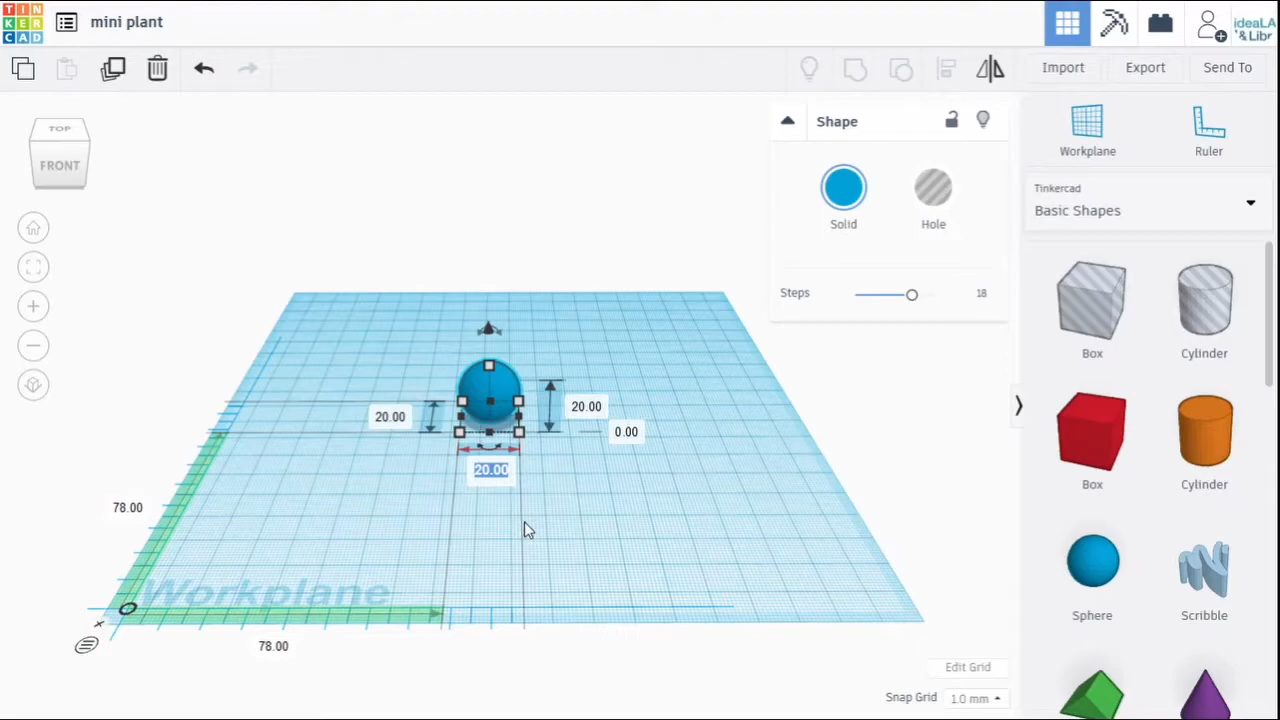 TIN
KER
CAD
mini plant
ideaLA
& Libr
Import
Export
Send To
TOP
FRONT
Shape
Solid
Hole
Steps
18
Workplane
Ruler
Tinkercad
Basic Shapes
Box
Cylinder
Box
Cylinder
Sphere
Scribble
20.00
20.00
0.00
20.00
78.00
Workplane
78.00
Edit Grid
Snap Grid
1.0 mm